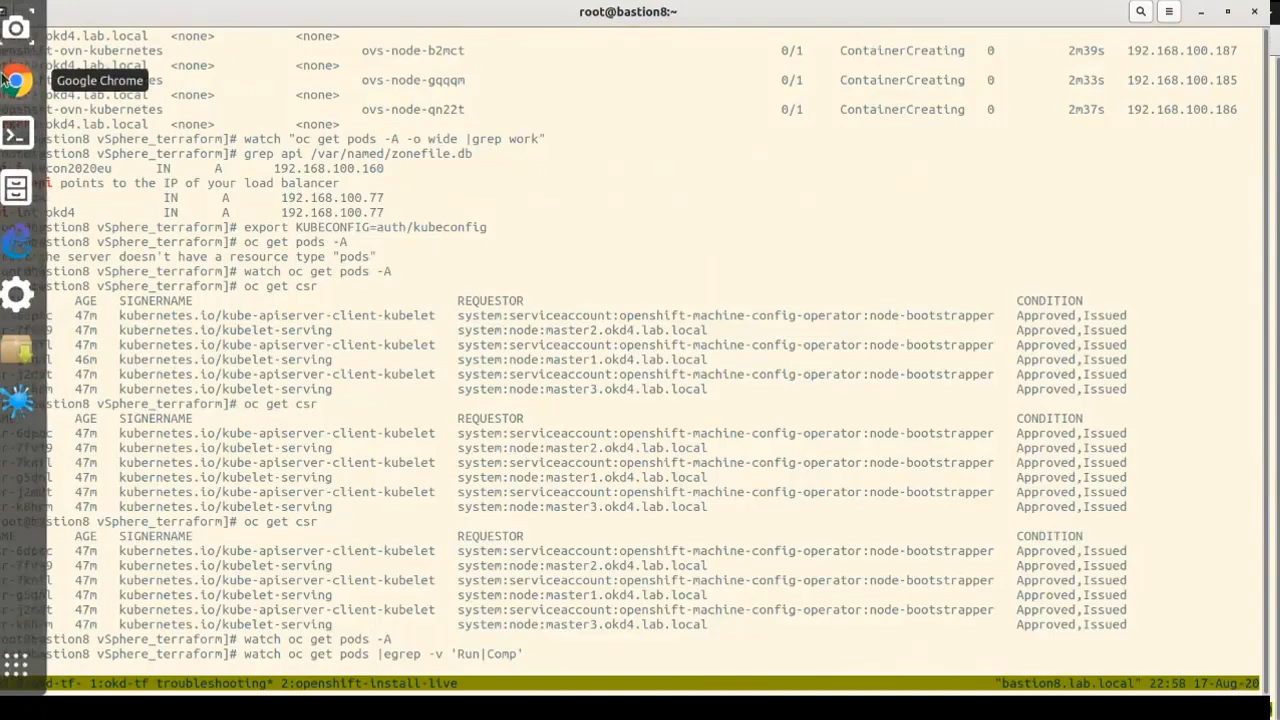 root@bastion8:~
okd4.lab.local <none> <none>
enshift-ovn-kubernetes ovs-node-b2mct 0/1 ContainerCreating 0 2m39s 192.168.100.187
okd4.lab.local <none> <none>
Google Chrome es ovs-node-gqqqm 0/1 ContainerCreating 0 2m33s 192.168.100.185
okd4.lab.local <none> <none>
openshift-ovn-kubernetes ovs-node-qn22t 0/1 ContainerCreating 0 2m37s 192.168.100.186
okd4.lab.local <none> <none>
bastion8 vSphere_terraform]# watch "oc get pods -A -o wide |grep work"
bastion8 vSphere_terraform]# grep api /var/named/zonefile.db
econ2020eu IN A 192.168.100.160
points to the IP of your load balancer
IN A 192.168.100.77
okd4 IN A 192.168.100.77
bastion8 vSphere_terraform]# export KUBECONFIG=auth/kubeconfig
bastion8 vSphere_terraform]# oc get pods -A
the server doesn't have a resource type "pods"
bastion8 vSphere_terraform]# watch oc get pods -A
bastion8 vSphere_terraform]# oc get csr
AGE SIGNERNAME REQUESTOR CONDITION
47m kubernetes.io/kube-apiserver-client-kubelet system:serviceaccount:openshift-machine-config-operator:node-bootstrapper Approved,Issued
47m kubernetes.io/kubelet-serving system:node:master2.okd4.lab.local Approved,Issued
47m kubernetes.io/kube-apiserver-client-kubelet system:serviceaccount:openshift-machine-config-operator:node-bootstrapper Approved,Issued
46m kubernetes.io/kubelet-serving system:node:master1.okd4.lab.local Approved,Issued
47m kubernetes.io/kube-apiserver-client-kubelet system:serviceaccount:openshift-machine-config-operator:node-bootstrapper Approved,Issued
47m kubernetes.io/kubelet-serving system:node:master3.okd4.lab.local Approved,Issued
bastion8 vSphere_terraform]# oc get csr
AGE SIGNERNAME REQUESTOR CONDITION
47m kubernetes.io/kube-apiserver-client-kubelet system:serviceaccount:openshift-machine-config-operator:node-bootstrapper Approved,Issued
47m kubernetes.io/kubelet-serving system:node:master2.okd4.lab.local Approved,Issued
47m kubernetes.io/kube-apiserver-client-kubelet system:serviceaccount:openshift-machine-config-operator:node-bootstrapper Approved,Issued
47m kubernetes.io/kubelet-serving system:node:master1.okd4.lab.local Approved,Issued
47m kubernetes.io/kube-apiserver-client-kubelet system:serviceaccount:openshift-machine-config-operator:node-bootstrapper Approved,Issued
47m kubernetes.io/kubelet-serving system:node:master3.okd4.lab.local Approved,Issued
root@bastion8 vSphere_terraform]# oc get csr
AGE SIGNERNAME REQUESTOR CONDITION
47m kubernetes.io/kube-apiserver-client-kubelet system:serviceaccount:openshift-machine-config-operator:node-bootstrapper Approved,Issued
47m kubernetes.io/kubelet-serving system:node:master2.okd4.lab.local Approved,Issued
47m kubernetes.io/kube-apiserver-client-kubelet system:serviceaccount:openshift-machine-config-operator:node-bootstrapper Approved,Issued
47m kubernetes.io/kubelet-serving system:node:master1.okd4.lab.local Approved,Issued
47m kubernetes.io/kube-apiserver-client-kubelet system:serviceaccount:openshift-machine-config-operator:node-bootstrapper Approved,Issued
47m kubernetes.io/kubelet-serving system:node:master3.okd4.lab.local Approved,Issued
root@bastion8 vSphere_terraform]# watch oc get pods -A
bastion8 vSphere_terraform]# watch oc get pods |egrep -v 'Run|Comp'
okd-tf- 1:okd-tf troubleshooting* 2:openshift-install-live "bastion8.lab.local" 22:58 17-Aug-20